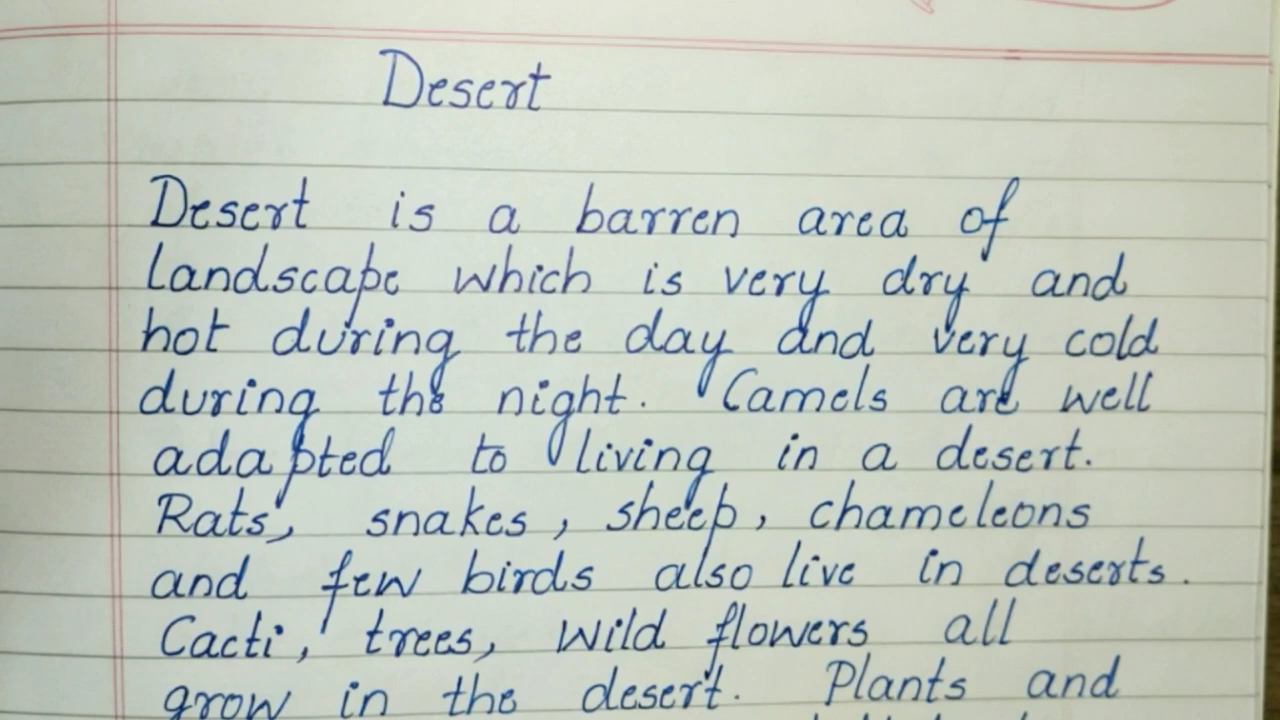 Desert
Desert is a barren area of
landscape which is very dry and
hot during the day and very cold
during the night. Camels are well
adapted to living in a desert.
Rats, snakes, sheep, chameleons
and few birds also live in deserts.
Cacti, trees, wild flowers all
grow in the desert. Plants and